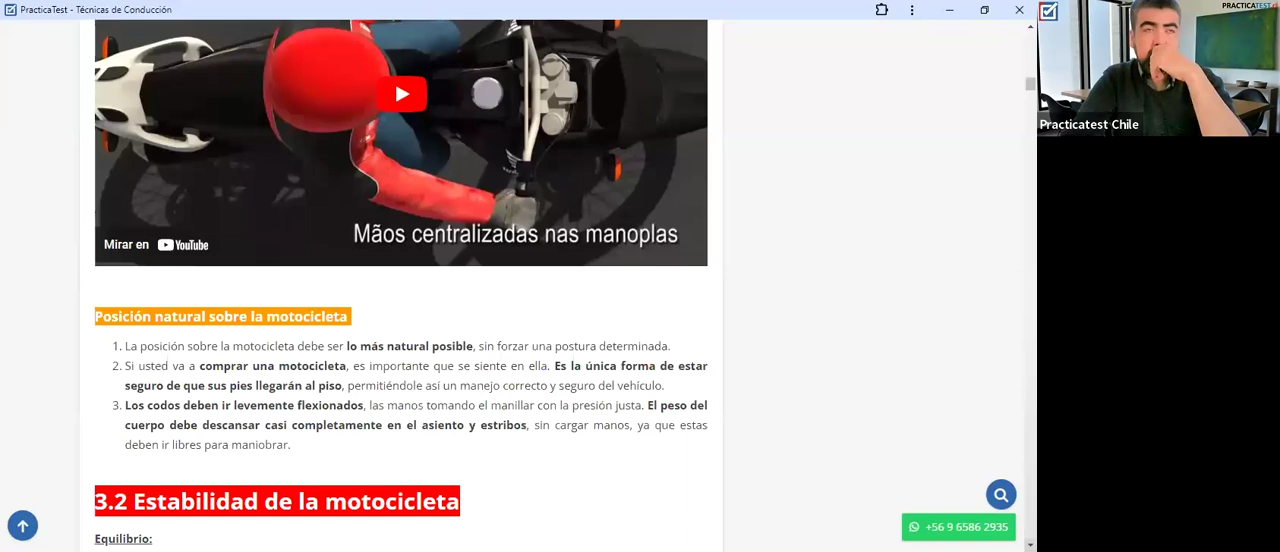 PracticaTest - Técnicas de Conducción
PRACTICATEST.cl
Practicatest Chile
Mãos centralizadas nas manoplas
Mirar en YouTube
Posición natural sobre la motocicleta
1. La posición sobre la motocicleta debe ser lo más natural posible, sin forzar una postura determinada.
2. Si usted va a comprar una motocicleta, es importante que se siente en ella. Es la única forma de estar
seguro de que sus pies llegarán al piso, permitiéndole así un manejo correcto y seguro del vehículo.
3. Los codos deben ir levemente flexionados, las manos tomando el manillar con la presión justa. El peso del
cuerpo debe descansar casi completamente en el asiento y estribos, sin cargar manos, ya que estas
deben ir libres para maniobrar.
3.2 Estabilidad de la motocicleta
+56 9 6586 2935
Equilibrio: